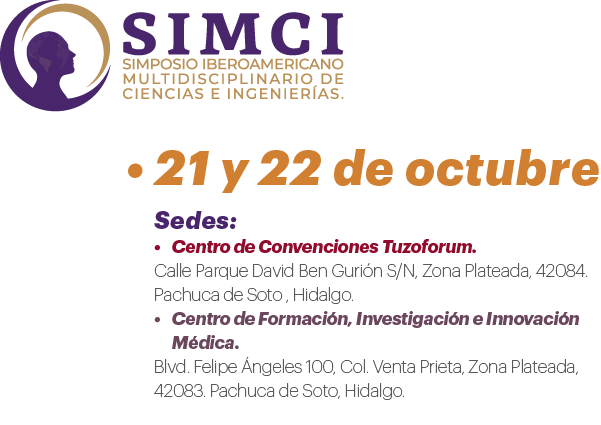 SIMCI
SIMPOSIO IBEROAMERICANO
MULTIDISCIPLINARIO DE
CIENCIAS E INGENIERÍAS.
• 21 y 22 de octubre
Sedes:
• Centro de Convenciones Tuzoforum.
Calle Parque David Ben Gurión S/N, Zona Plateada, 42084.
Pachuca de Soto , Hidalgo.
• Centro de Formación, Investigación e Innovación
Médica.
Blvd. Felipe Ángeles 100, Col. Venta Prieta, Zona Plateada,
42083. Pachuca de Soto, Hidalgo.